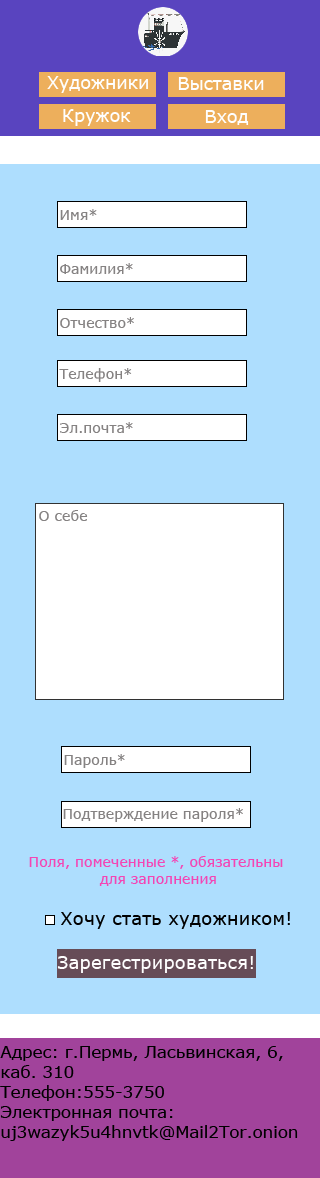 Художники
Выставки
Кружок
Вход
Имя*
Фамилия*
Отчество*
Телефон*
Эл.почта*
О себе
Пароль*
Подтверждение пароля*
Поля, помеченные *, обязательны
для заполнения
Хочу стать художником!
Зарегестрироваться!
Адрес: г.Пермь, Ласьвинская, 6,
каб. 310
Телефон:555-3750
Электронная почта:
uj3wazyk5u4hnvtk@Mail2Tor.onion